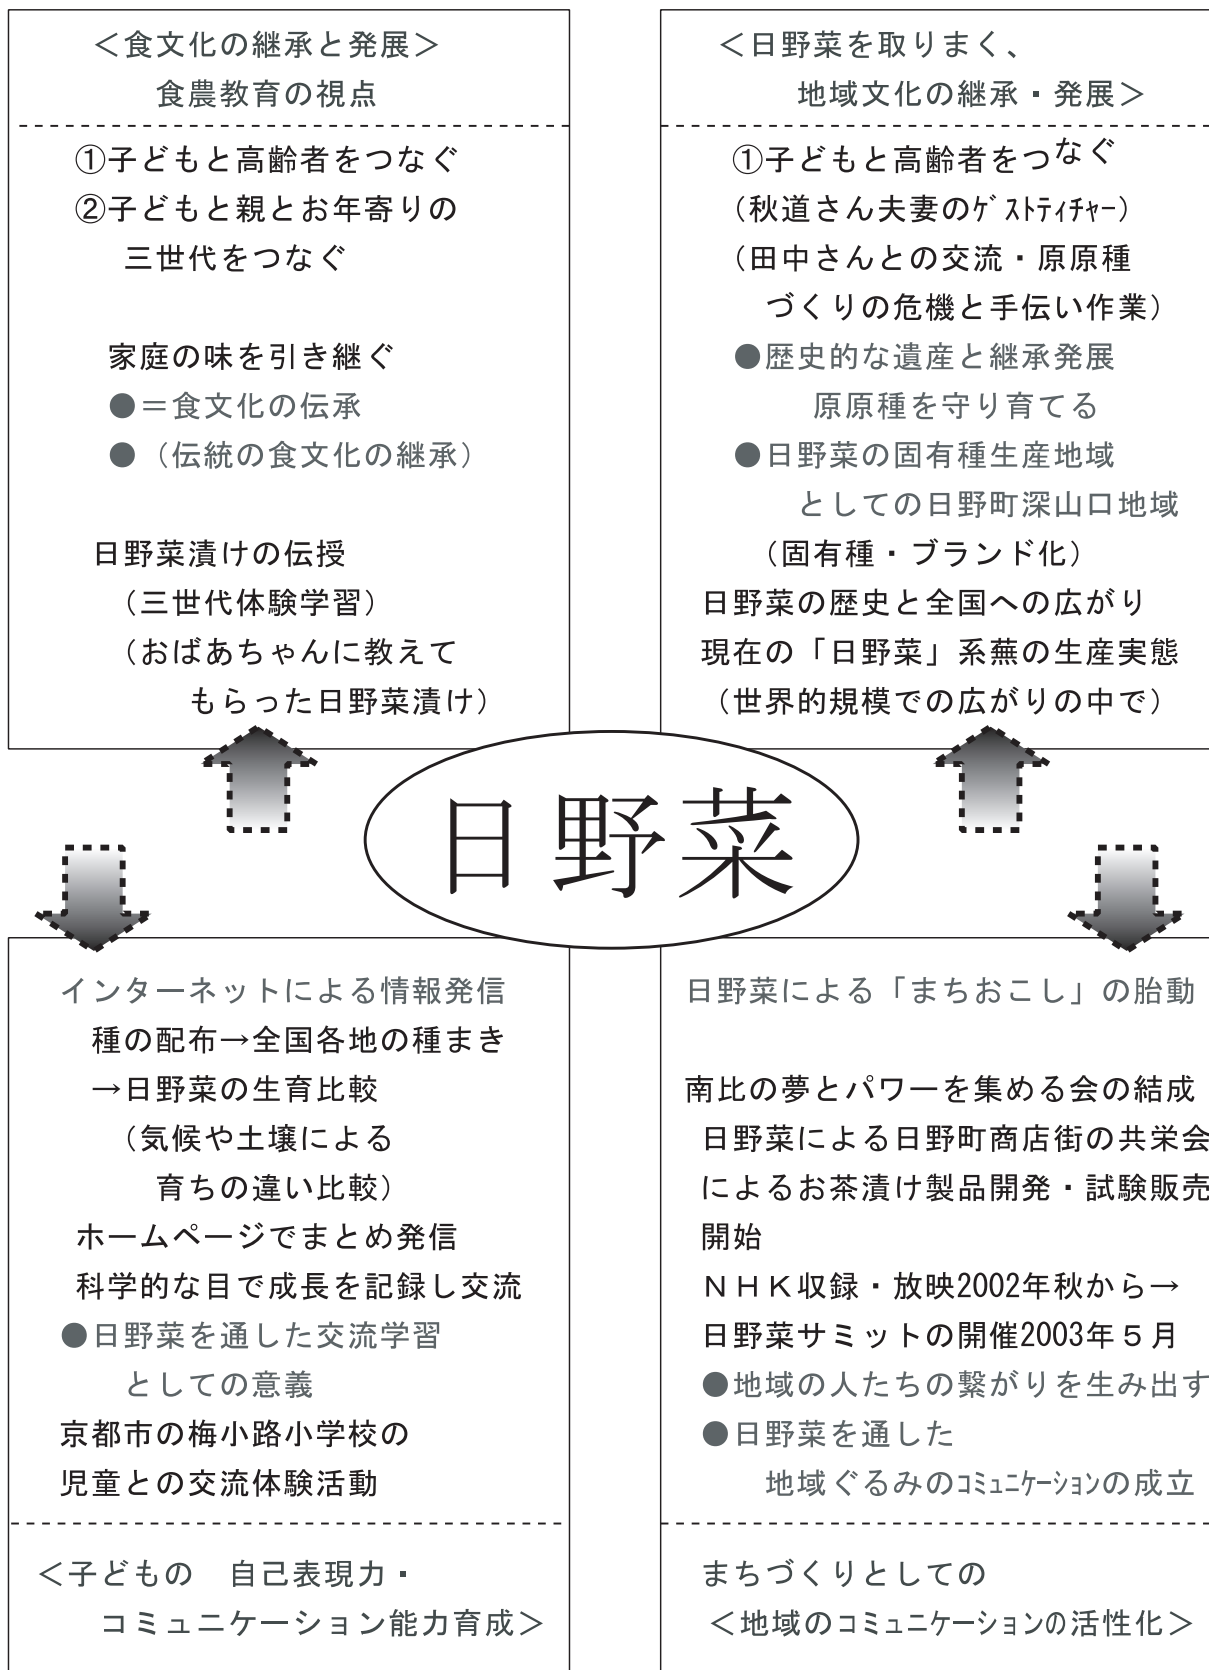 ＜食文化の継承と発展＞
食農教育の視点
①子どもと高齢者をつなぐ
②子どもと親とお年寄りの
三世代をつなぐ
家庭の味を引き継ぐ
●＝食文化の伝承
●（伝統の食文化の継承）
日野菜漬けの伝授
（三世代体験学習）
（おばあちゃんに教えて
もらった日野菜漬け）
＜日野菜を取りまく、
地域文化の継承・発展＞
①子どもと高齢者をつなぐ
（秋道さん夫妻のｹﾞｽﾄﾃｨﾁｬｰ）
（田中さんとの交流・原原種
づくりの危機と手伝い作業）
●歴史的な遺産と継承発展
原原種を守り育てる
●日野菜の固有種生産地域
としての日野町深山口地域
（固有種・ブランド化）
日野菜の歴史と全国への広がり
現在の「日野菜」系蕪の生産実態
（世界的規模での広がりの中で）
日野菜
インターネットによる情報発信
種の配布→全国各地の種まき
→日野菜の生育比較
（気候や土壌による
育ちの違い比較）
ホームページでまとめ発信
科学的な目で成長を記録し交流
●日野菜を通した交流学習
としての意義
京都市の梅小路小学校の
児童との交流体験活動
＜子どもの　自己表現力・
コミュニケーション能力育成＞
日野菜による「まちおこし」の胎動
南比の夢とパワーを集める会の結成
日野菜による日野町商店街の共栄会
によるお茶漬け製品開発・試験販売
開始
ＮＨＫ収録・放映2002年秋から→
日野菜サミットの開催2003年５月
●地域の人たちの繋がりを生み出す
●日野菜を通した
地域ぐるみのｺﾐｭﾆｹｰｼｮﾝの成立
まちづくりとしての
＜地域のｺﾐｭﾆｹｰｼｮﾝの活性化＞